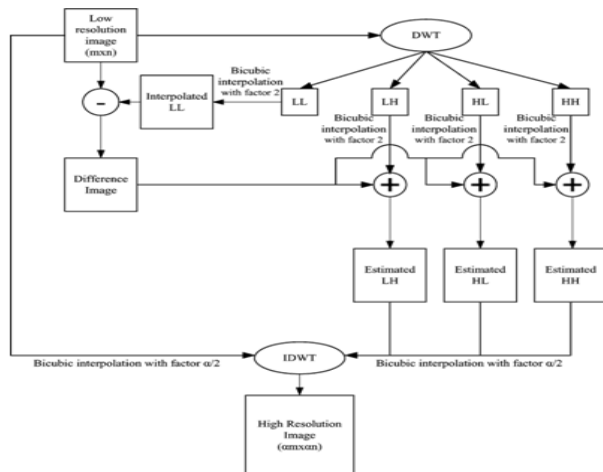 Low
resolution
image
(mxn)
DWT
Bicubic
interpolation
with factor 2
Interpolated
LL
LL
LH
HL
HH
Bicubic
interpolation
with factor 2
Bicubic
interpolation
with factor 2
Bicubic
interpolation
with factor 2
-
Difference
Image
+
+
+
Estimated
LH
Estimated
HL
Estimated
HH
Bicubic interpolation with factor α/2
IDWT
Bicubic interpolation with factor α/2
High Resolution
Image
(αmxαn)